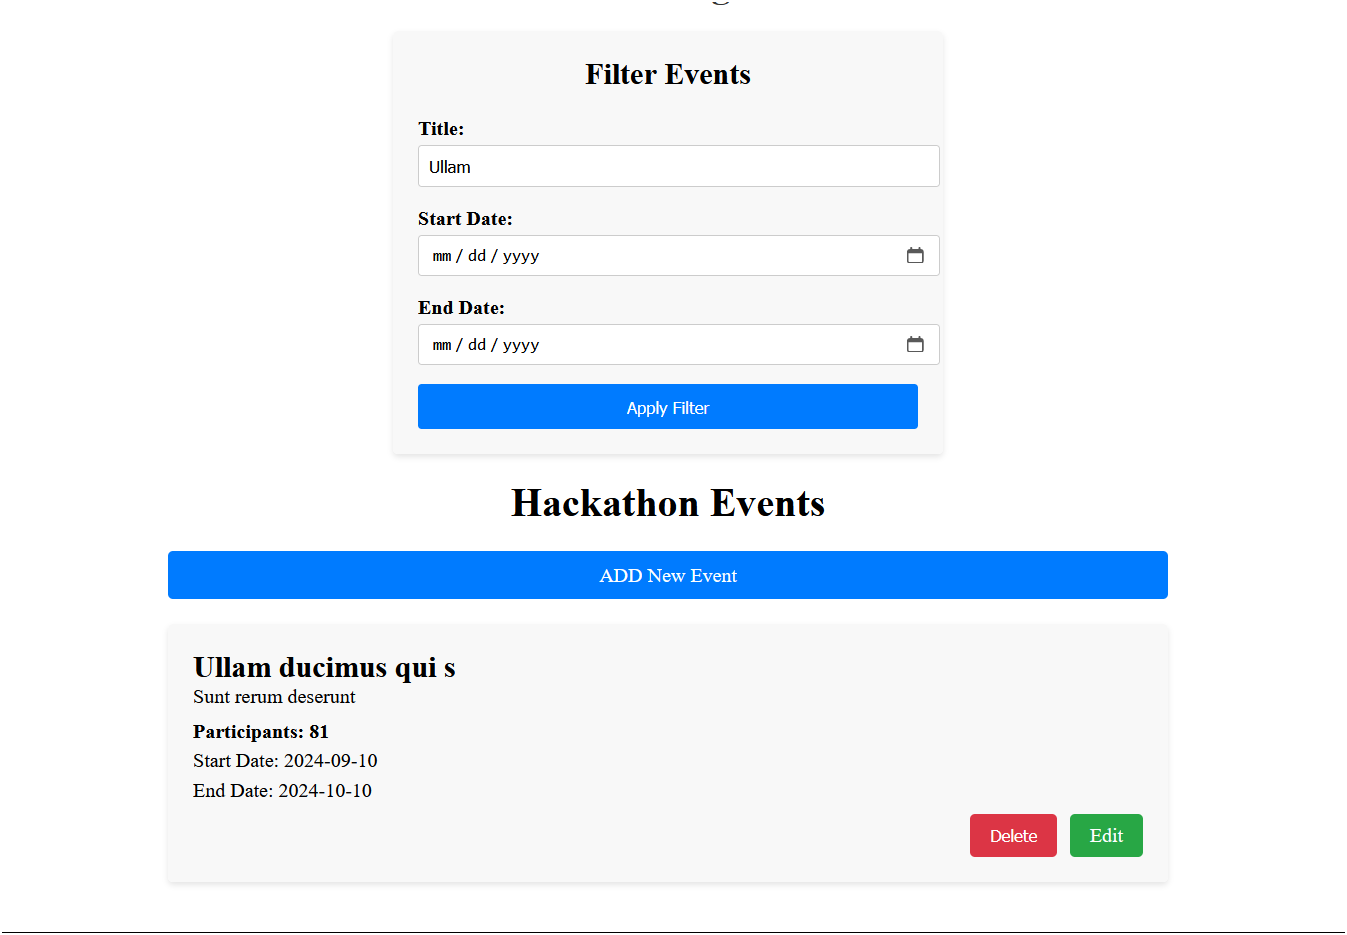 Filter Events
Title:
Ullam
Start Date:
mm / dd / yyyy
End Date:
mm / dd / yyyy
Apply Filter
Hackathon Events
ADD New Event
Ullam ducimus qui s
Sunt rerum deserunt
Participants: 81
Start Date: 2024-09-10
End Date: 2024-10-10
Delete Edit